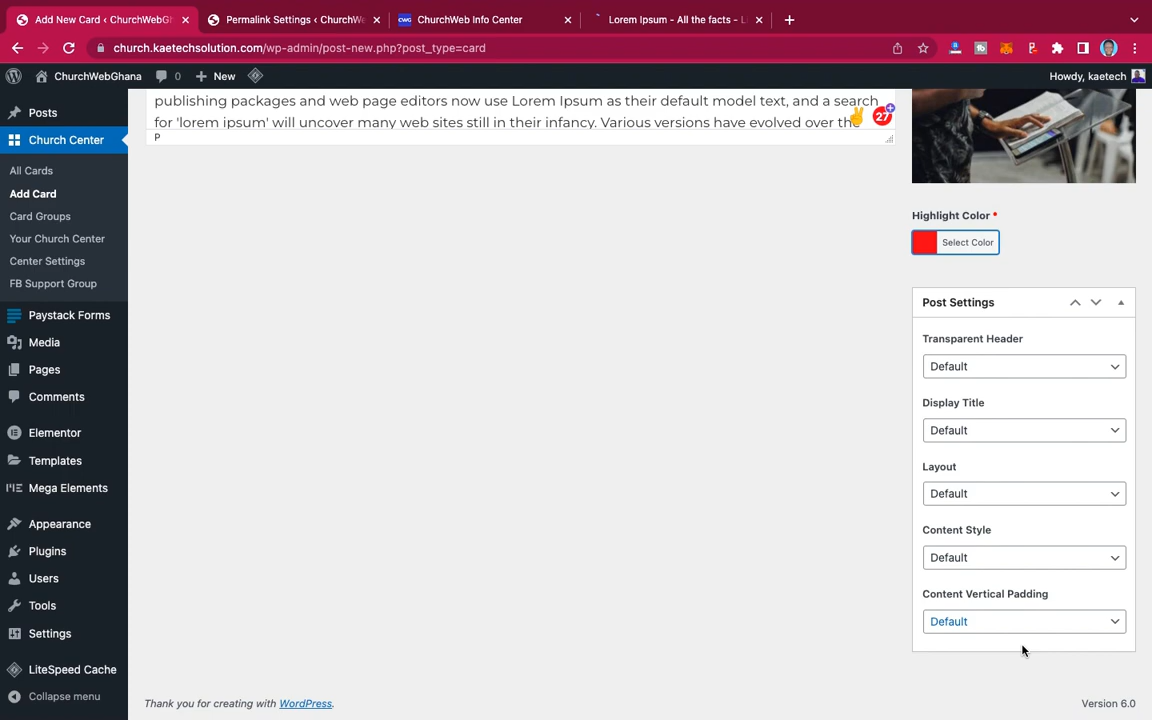 Add New Card ‹ ChurchWebGh
Permalink Settings ‹ ChurchWe
CWG ChurchWeb Info Center
Lorem Ipsum - All the facts - L
church.kaetechsolution.com/wp-admin/post-new.php?post_type=card
ChurchWebGhana 0 New Howdy, kaetech
Posts
Church Center
All Cards
Add Card
Card Groups
Your Church Center
Center Settings
FB Support Group
Paystack Forms
Media
Pages
Comments
Elementor
Templates
Mega Elements
Appearance
Plugins
Users
Tools
Settings
LiteSpeed Cache
Collapse menu
publishing packages and web page editors now use Lorem Ipsum as their default model text, and a search
for 'lorem ipsum' will uncover many web sites still in their infancy. Various versions have evolved over the
27
P
Highlight Color *
Select Color
Post Settings
Transparent Header
Default
Display Title
Default
Layout
Default
Content Style
Default
Content Vertical Padding
Default
Thank you for creating with WordPress.
Version 6.0